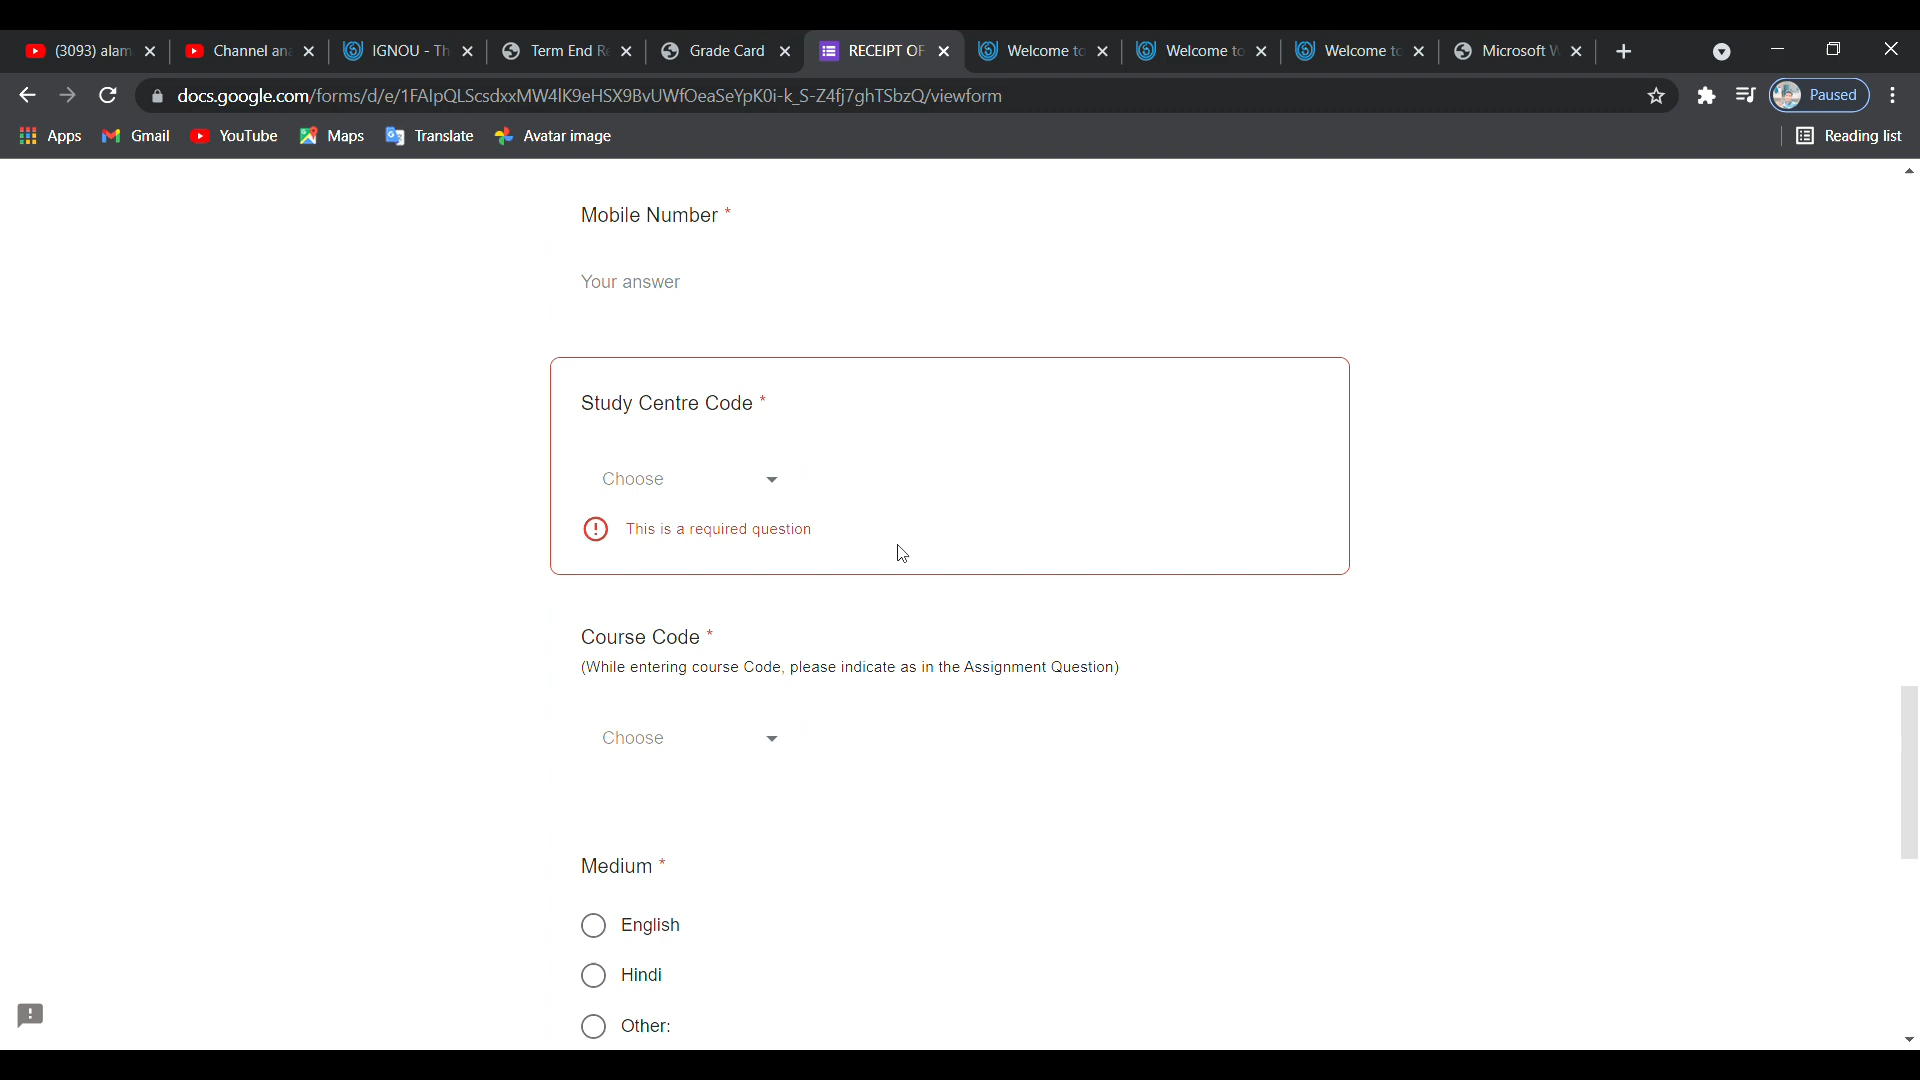 (3093) alam
Channel ana
IGNOU - Th
Term End Re
Grade Card
RECEIPT OF
Welcome to
Welcome to
Welcome to
Microsoft W
docs.google.com/forms/d/e/1FAIpQLScsdxxMW4lK9eHSX9BvUWfOeaSeYpK0i-k_S-Z4fj7ghTSbzQ/viewform
Paused
Apps
Gmail
YouTube
Maps
Translate
Avatar image
Reading list
Mobile Number *
Your answer
Study Centre Code *
Choose
This is a required question
Course Code *
(While entering course Code, please indicate as in the Assignment Question)
Choose
Medium *
English
Hindi
Other: